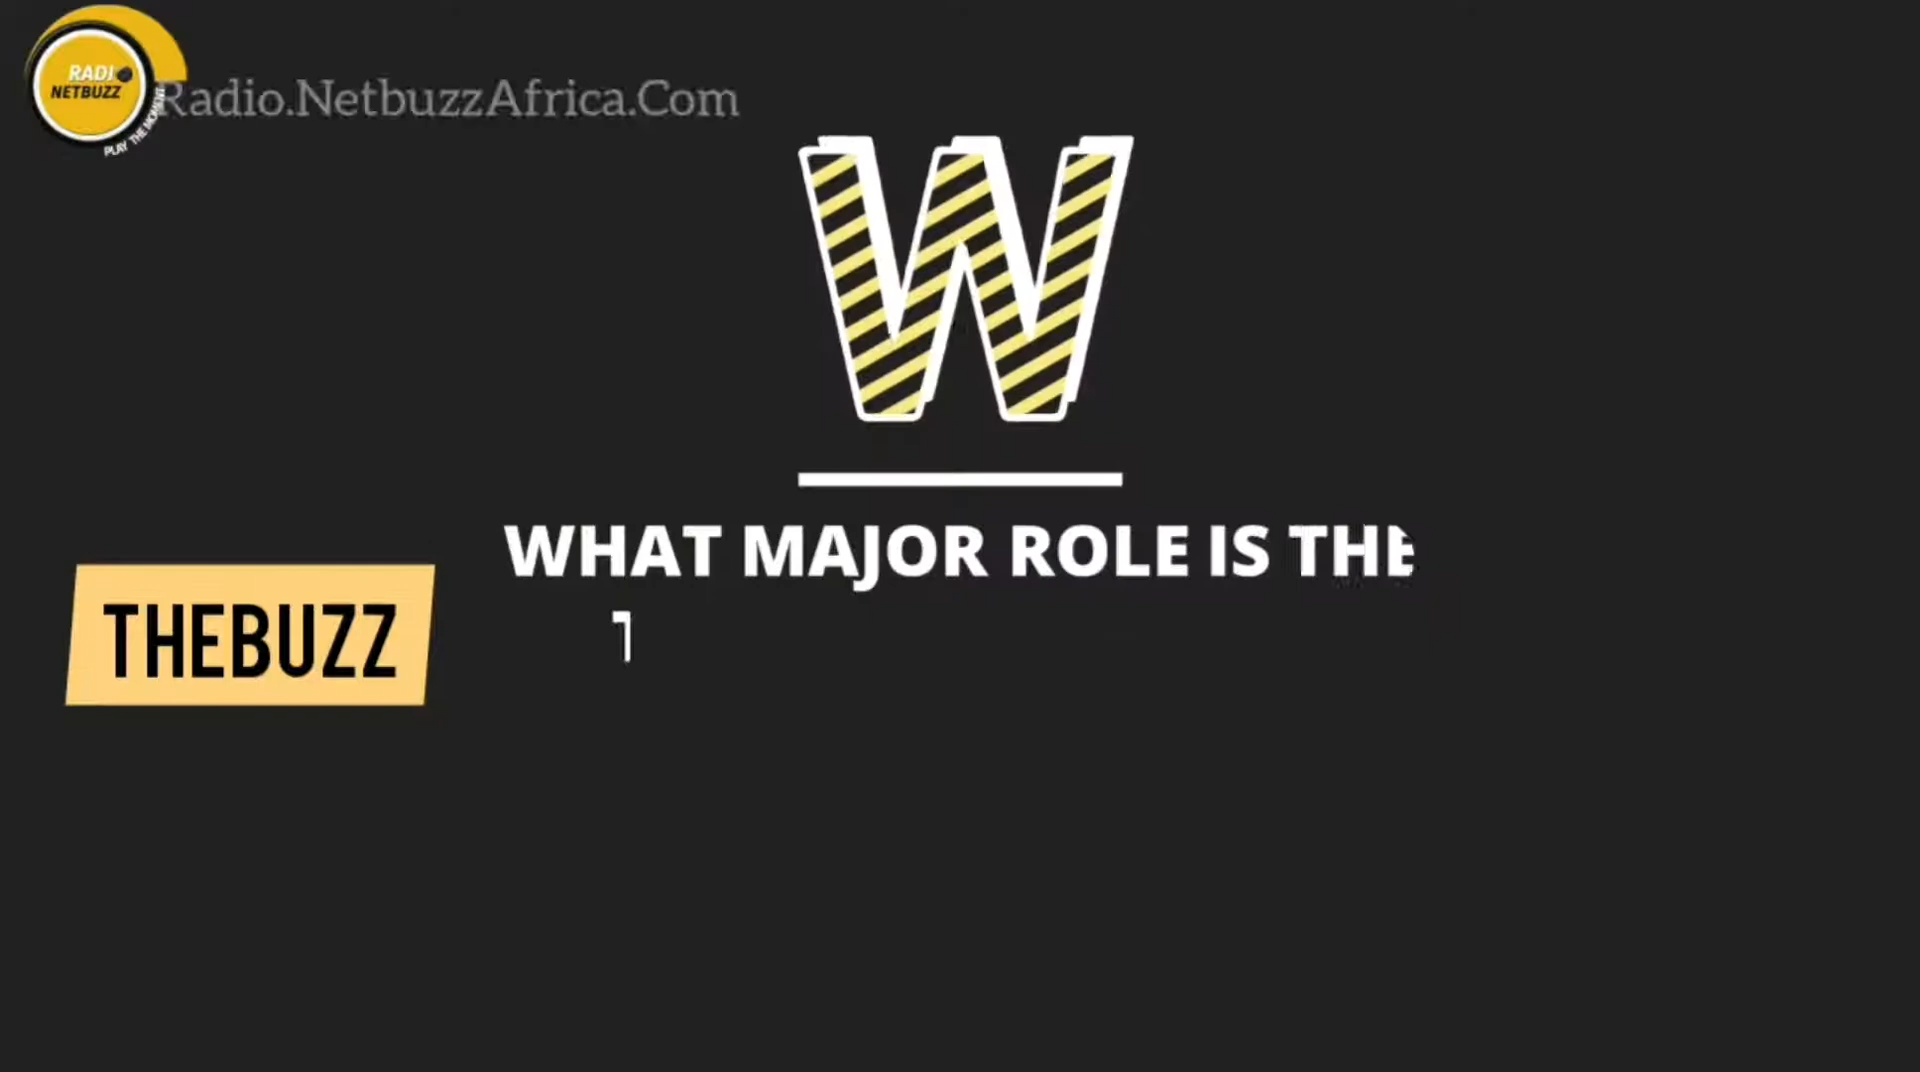 RADIO
NETBUZZ
PLAY THE MOMENT
Radio.NetbuzzAfrica.Com
W
WHAT MAJOR ROLE IS THE
THEBUZZ